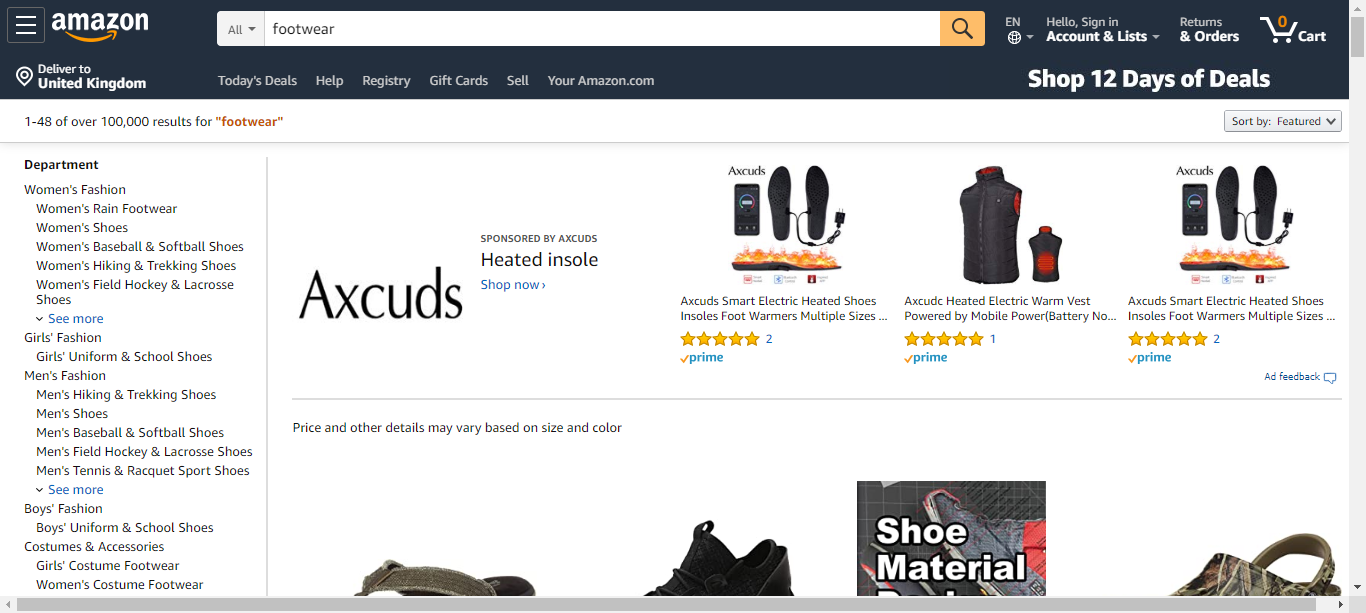 amazon
All
footwear
EN
Hello, Sign in
Account & Lists
Returns
& Orders
0
Cart
Deliver to
United Kingdom
Today's Deals
Help
Registry
Gift Cards
Sell
Your Amazon.com
Shop 12 Days of Deals
1-48 of over 100,000 results for "footwear"
Sort by: Featured
Department
Women's Fashion
Women's Rain Footwear
Women's Shoes
Women's Baseball & Softball Shoes
Women's Hiking & Trekking Shoes
Women's Field Hockey & Lacrosse
Shoes
See more
Girls' Fashion
Girls' Uniform & School Shoes
Men's Fashion
Men's Hiking & Trekking Shoes
Men's Shoes
Men's Baseball & Softball Shoes
Men's Field Hockey & Lacrosse Shoes
Men's Tennis & Racquet Sport Shoes
See more
Boys' Fashion
Boys' Uniform & School Shoes
Costumes & Accessories
Girls' Costume Footwear
Women's Costume Footwear
Axcuds
SPONSORED BY AXCUDS
Heated insole
Shop now ›
Axcuds
Axcuds Smart Electric Heated Shoes
Insoles Foot Warmers Multiple Sizes ...
2
prime
Axcudc Heated Electric Warm Vest
Powered by Mobile Power(Battery No...
1
prime
Axcuds
Axcuds Smart Electric Heated Shoes
Insoles Foot Warmers Multiple Sizes ...
2
prime
Ad feedback
Price and other details may vary based on size and color
Shoe
Material